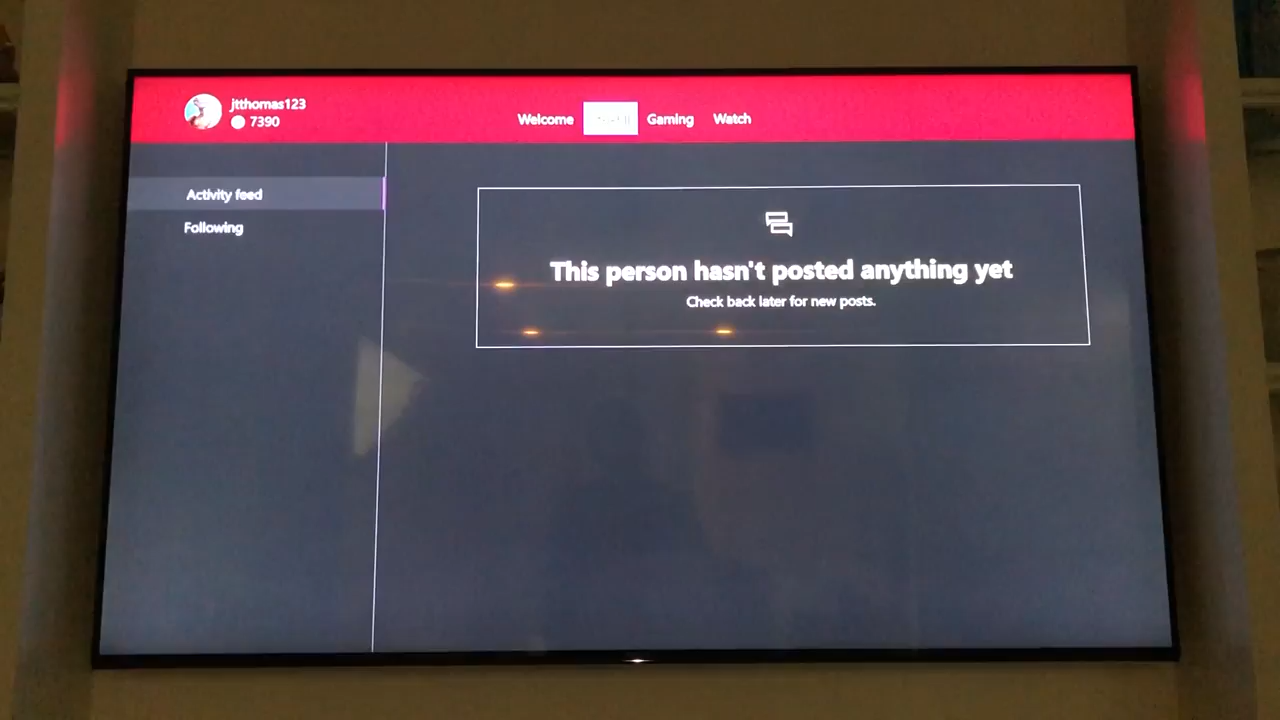 jtthomas123
7390
Welcome
Gaming
Watch
Activity feed
Following
This person hasn't posted anything yet
Check back later for new posts.